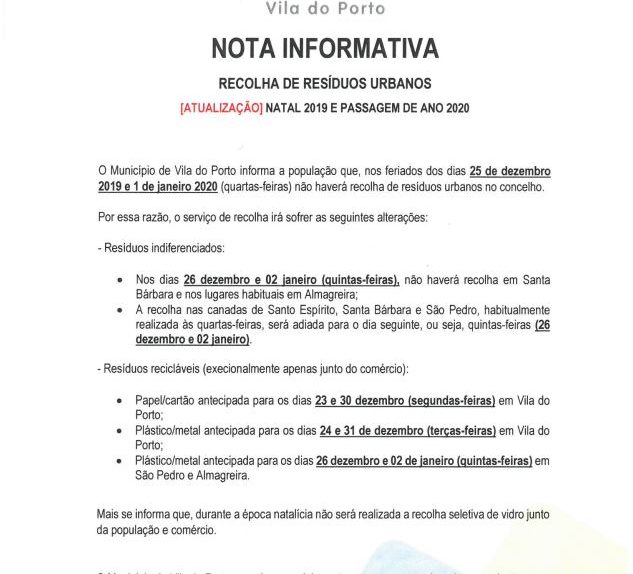 Vila do Porto
NOTA INFORMATIVA
RECOLHA DE RESÍDUOS URBANOS
[ATUALIZAÇÃO] NATAL 2019 E PASSAGEM DE ANO 2020
O Município de Vila do Porto informa a população que, nos feriados dos dias 25 de dezembro
2019 e 1 de janeiro 2020 (quartas-feiras) não haverá recolha de resíduos urbanos no concelho.
Por essa razão, o serviço de recolha irá sofrer as seguintes alterações:
- Resíduos indiferenciados:
• Nos dias 26 dezembro e 02 janeiro (quintas-feiras), não haverá recolha em Santa
Bárbara e nos lugares habituais em Almagreira;
• A recolha nas canadas de Santo Espírito, Santa Bárbara e São Pedro, habitualmente
realizada às quartas-feiras, será adiada para o dia seguinte, ou seja, quintas-feiras (26
dezembro e 02 janeiro).
- Resíduos recicláveis (execionalmente apenas junto do comércio):
• Papel/cartão antecipada para os dias 23 e 30 dezembro (segundas-feiras) em Vila do
Porto;
• Plástico/metal antecipada para os dias 24 e 31 de dezembro (terças-feiras) em Vila do
Porto;
• Plástico/metal antecipada para os dias 26 dezembro e 02 de janeiro (quintas-feiras) em
São Pedro e Almagreira.
Mais se informa que, durante a época natalícia não será realizada a recolha seletiva de vidro junto
da população e comércio.